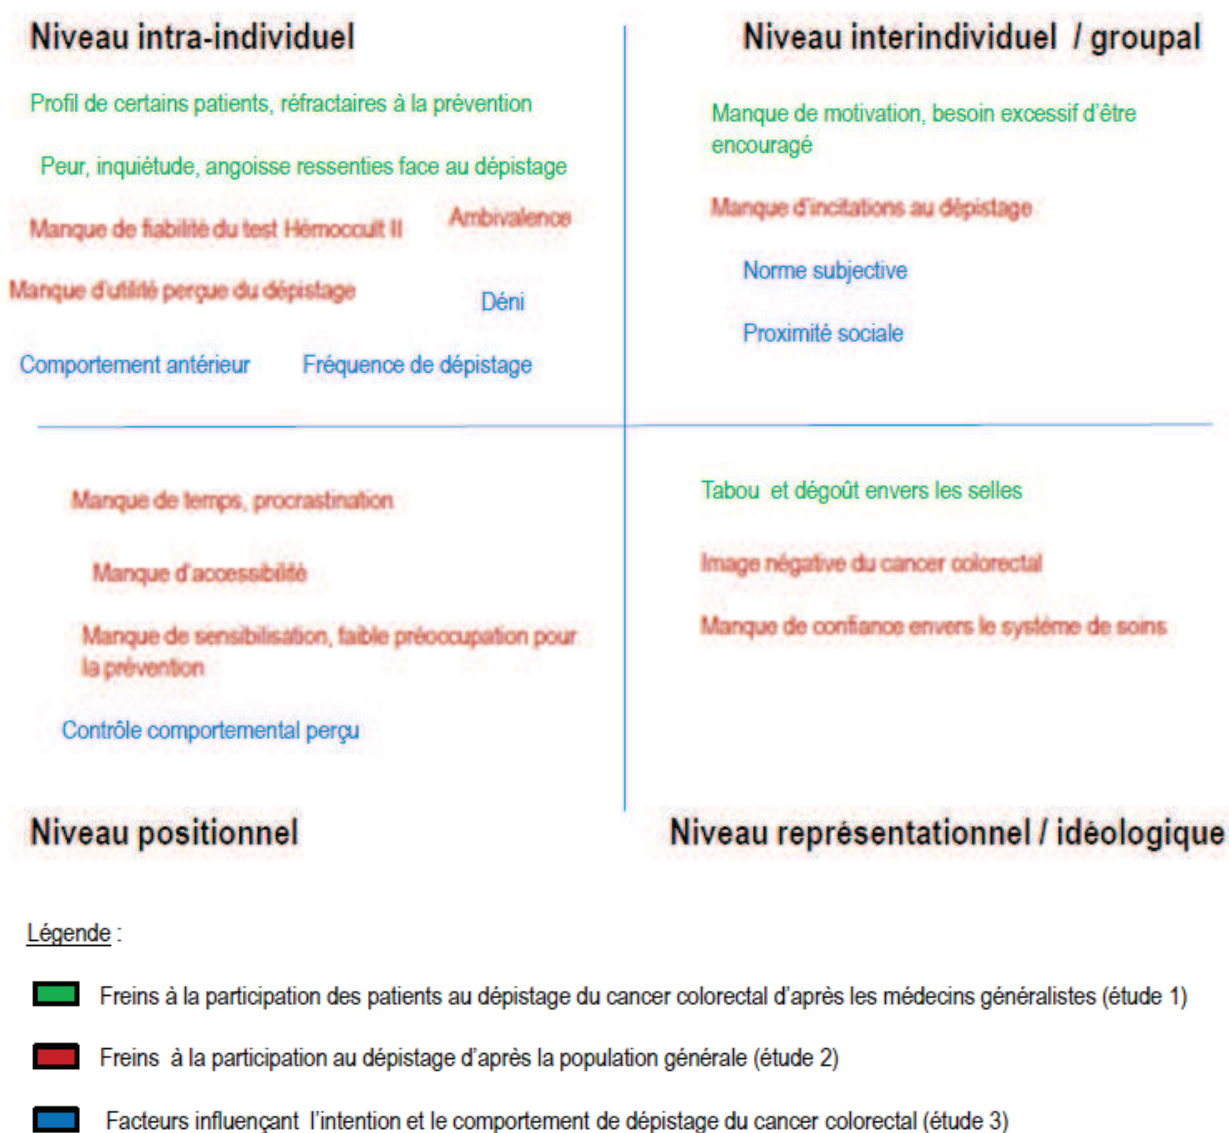 Niveau intra-individuel
Profil de certains patients, réfractaires à la prévention
Peur, inquiétude, angoisse ressenties face au dépistage
Manque de fiabilité du test Hémoccult II
Ambivalence
Manque d'utilité perçue du dépistage
Déni
Comportement antérieur
Fréquence de dépistage
Niveau interindividuel / groupal
Manque de motivation, besoin excessif d'être
encouragé
Manque d'incitations au dépistage
Norme subjective
Proximité sociale
Manque de temps, procrastination
Manque d'accessibilité
Manque de sensibilisation, faible préoccupation pour
la prévention
Contrôle comportemental perçu
Niveau positionnel
Tabou et dégoût envers les selles
Image négative du cancer colorectal
Manque de confiance envers le système de soins
Niveau représentationnel / idéologique
Légende :
Freins à la participation des patients au dépistage du cancer colorectal d'après les médecins généralistes (étude 1)
Freins à la participation au dépistage d'après la population générale (étude 2)
Facteurs influençant l'intention et le comportement de dépistage du cancer colorectal (étude 3)